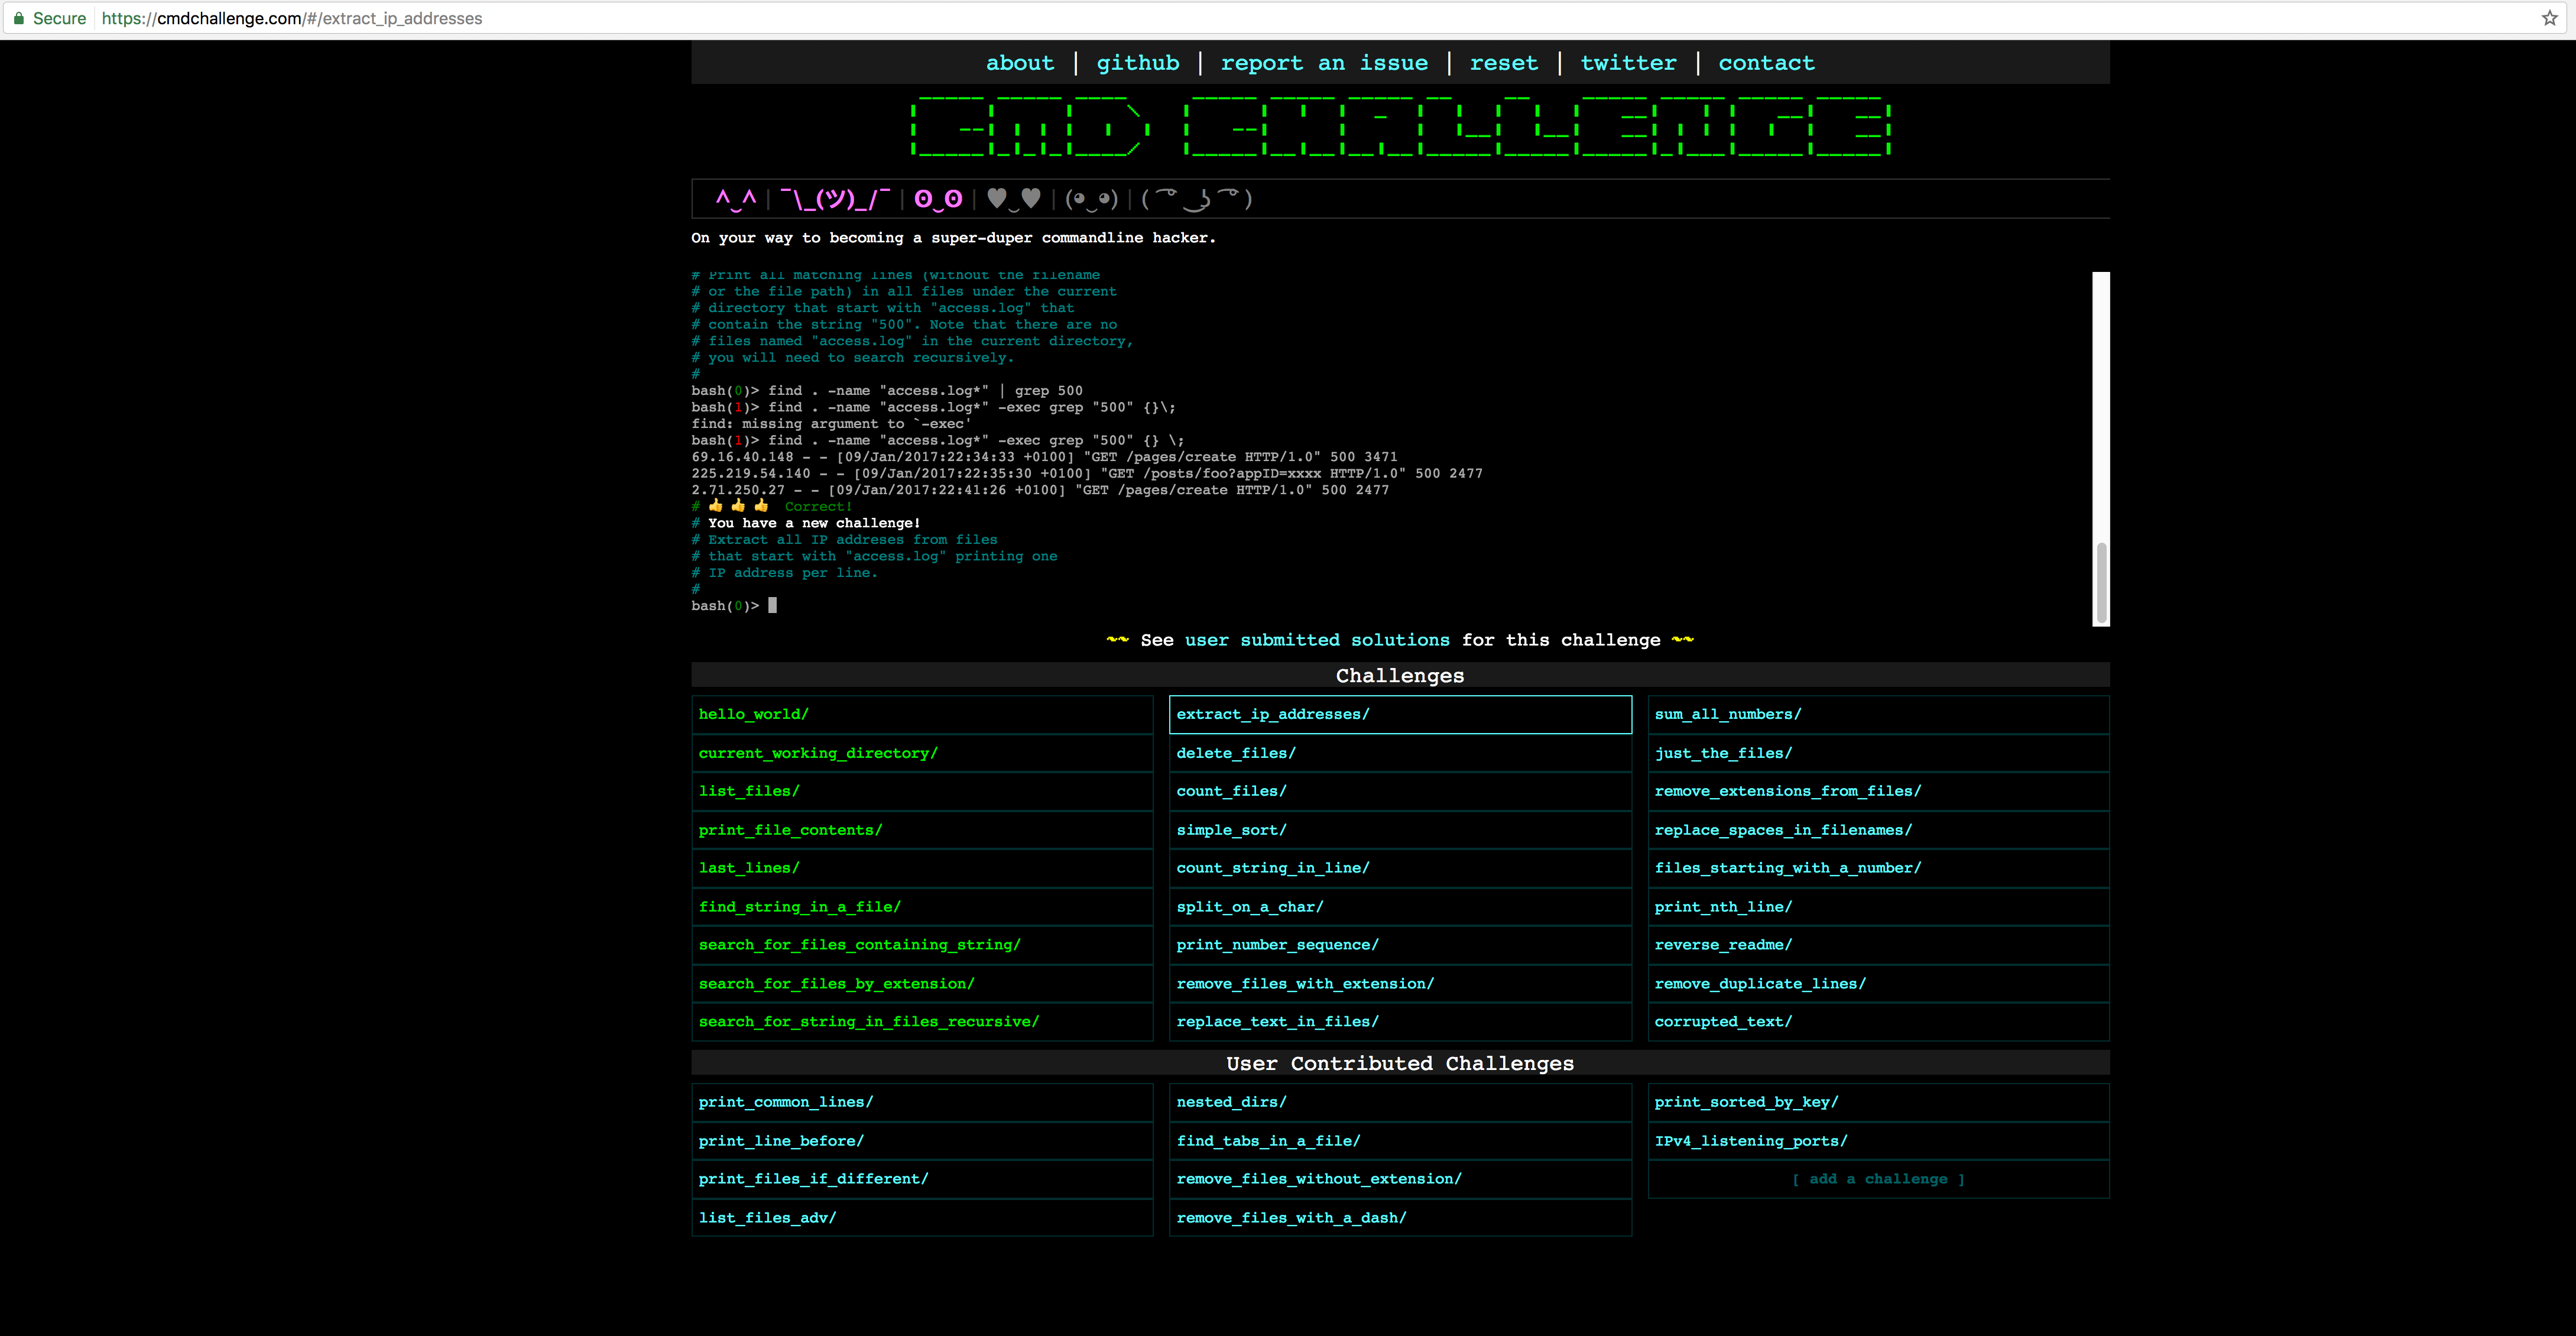 Secure https://cmdchallenge.com/#/extract_ip_addresses
about | github | report an issue | reset | twitter | contact
CMD CHALLENGE
^‿^ | ¯\_(ツ)_/¯ | ʘ‿ʘ | ♥‿♥ | (◕‿◕) | ( ͡° ͜ʖ ͡°)
On your way to becoming a super-duper commandline hacker.
# Print all matching lines (without the filename
# or the file path) in all files under the current
# directory that start with "access.log" that
# contain the string "500". Note that there are no
# files named "access.log" in the current directory,
# you will need to search recursively.
#
bash(0)> find . -name "access.log*" | grep 500
bash(1)> find . -name "access.log*" -exec grep "500" {}\;
find: missing argument to `-exec'
bash(1)> find . -name "access.log*" -exec grep "500" {} \;
69.16.40.148 - - [09/Jan/2017:22:34:33 +0100] "GET /pages/create HTTP/1.0" 500 3471
225.219.54.140 - - [09/Jan/2017:22:35:30 +0100] "GET /posts/foo?appID=xxxx HTTP/1.0" 500 2477
2.71.250.27 - - [09/Jan/2017:22:41:26 +0100] "GET /pages/create HTTP/1.0" 500 2477
# 👍 👍 👍 Correct!
# You have a new challenge!
# Extract all IP addreses from files
# that start with "access.log" printing one
# IP address per line.
#
bash(0)>
~~ See user submitted solutions for this challenge ~~
Challenges
hello_world/
current_working_directory/
list_files/
print_file_contents/
last_lines/
find_string_in_a_file/
search_for_files_containing_string/
search_for_files_by_extension/
search_for_string_in_files_recursive/
extract_ip_addresses/
delete_files/
count_files/
simple_sort/
count_string_in_line/
split_on_a_char/
print_number_sequence/
remove_files_with_extension/
replace_text_in_files/
sum_all_numbers/
just_the_files/
remove_extensions_from_files/
replace_spaces_in_filenames/
files_starting_with_a_number/
print_nth_line/
reverse_readme/
remove_duplicate_lines/
corrupted_text/
User Contributed Challenges
print_common_lines/
print_line_before/
print_files_if_different/
list_files_adv/
nested_dirs/
find_tabs_in_a_file/
remove_files_without_extension/
remove_files_with_a_dash/
print_sorted_by_key/
IPv4_listening_ports/
[ add a challenge ]